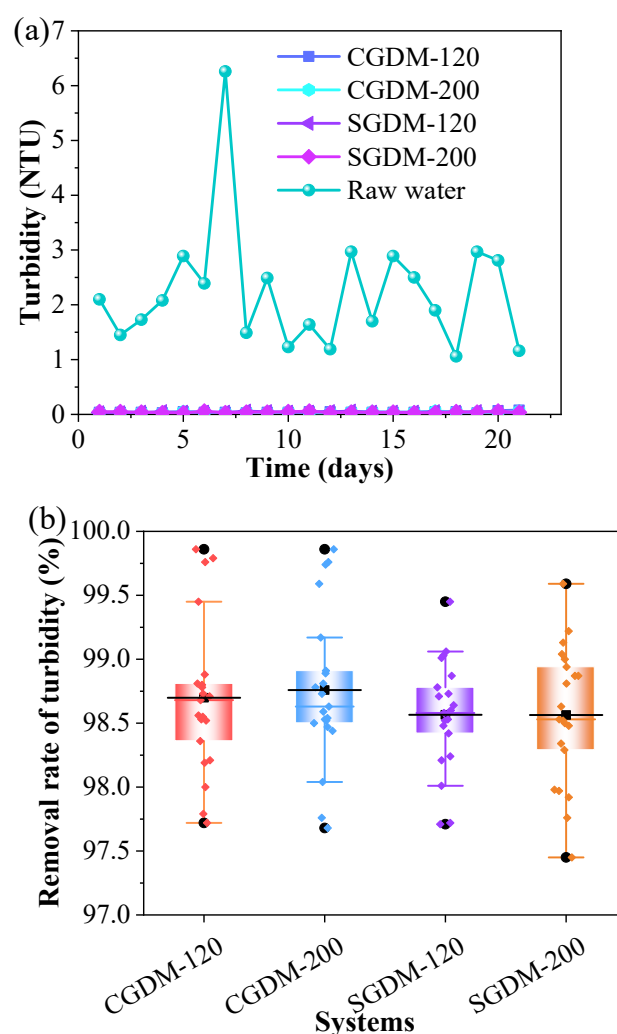 (a)
7
6
5
4
3
2
1
0
Turbidity (NTU)
CGDM-120
CGDM-200
SGDM-120
SGDM-200
Raw water
0 5 10 15 20
Time (days)
(b)
100.0
99.5
99.0
98.5
98.0
97.5
97.0
Removal rate of turbidity (%)
CGDM-120 CGDM-200 SGDM-120 SGDM-200
Systems